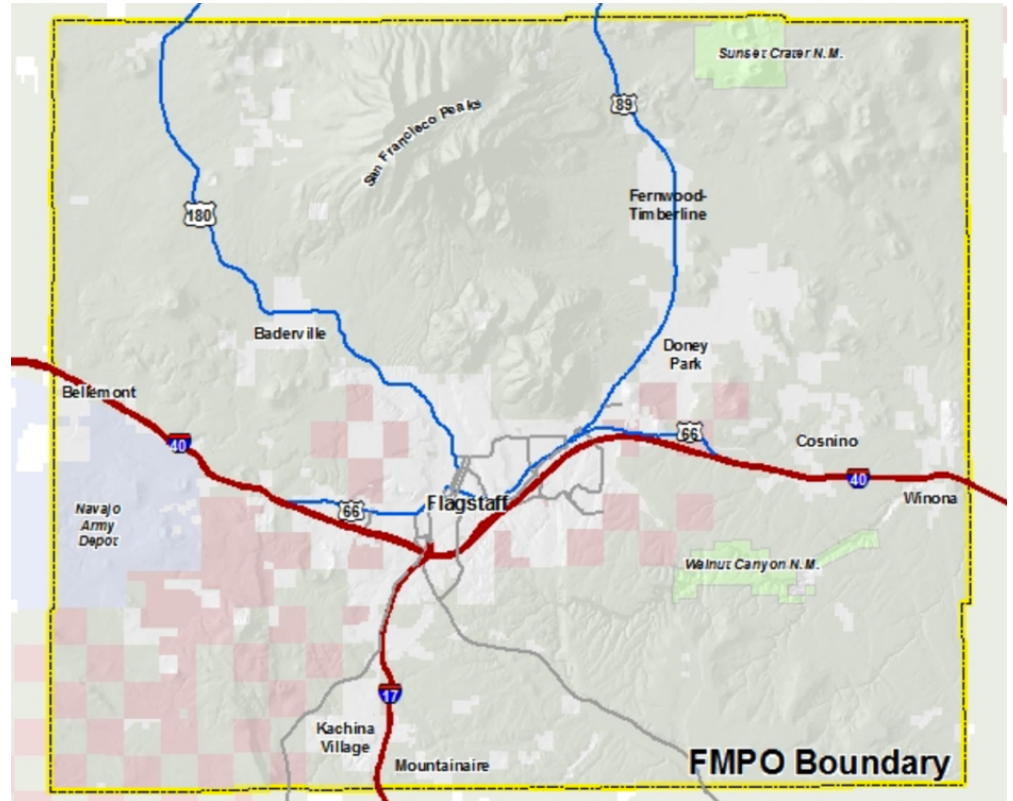 Sunset Crater N.M.
89
San Francisco Peaks
Fernwood-
Timberline
180
Baderville
Doney
Park
Bellemont
40
66
Cosnino
40
Winona
Flagstaff
66
Navajo
Army
Depot
Walnut Canyon N.M.
17
Kachina
Village
Mountainaire
FMPO Boundary